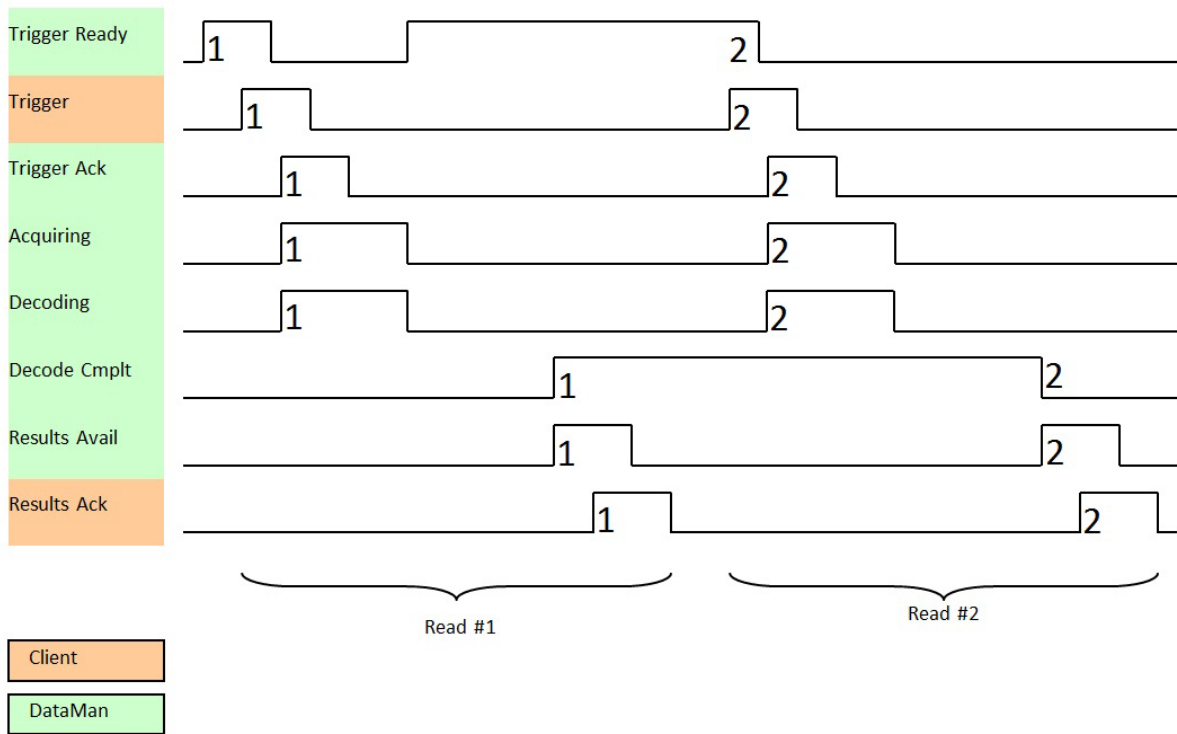 Trigger Ready
1
2
Trigger
1
2
Trigger Ack
1
2
Acquiring
1
2
Decoding
1
2
Decode Cmplt
1
2
Results Avail
1
2
Results Ack
1
2
Read #1
Read #2
Client
DataMan